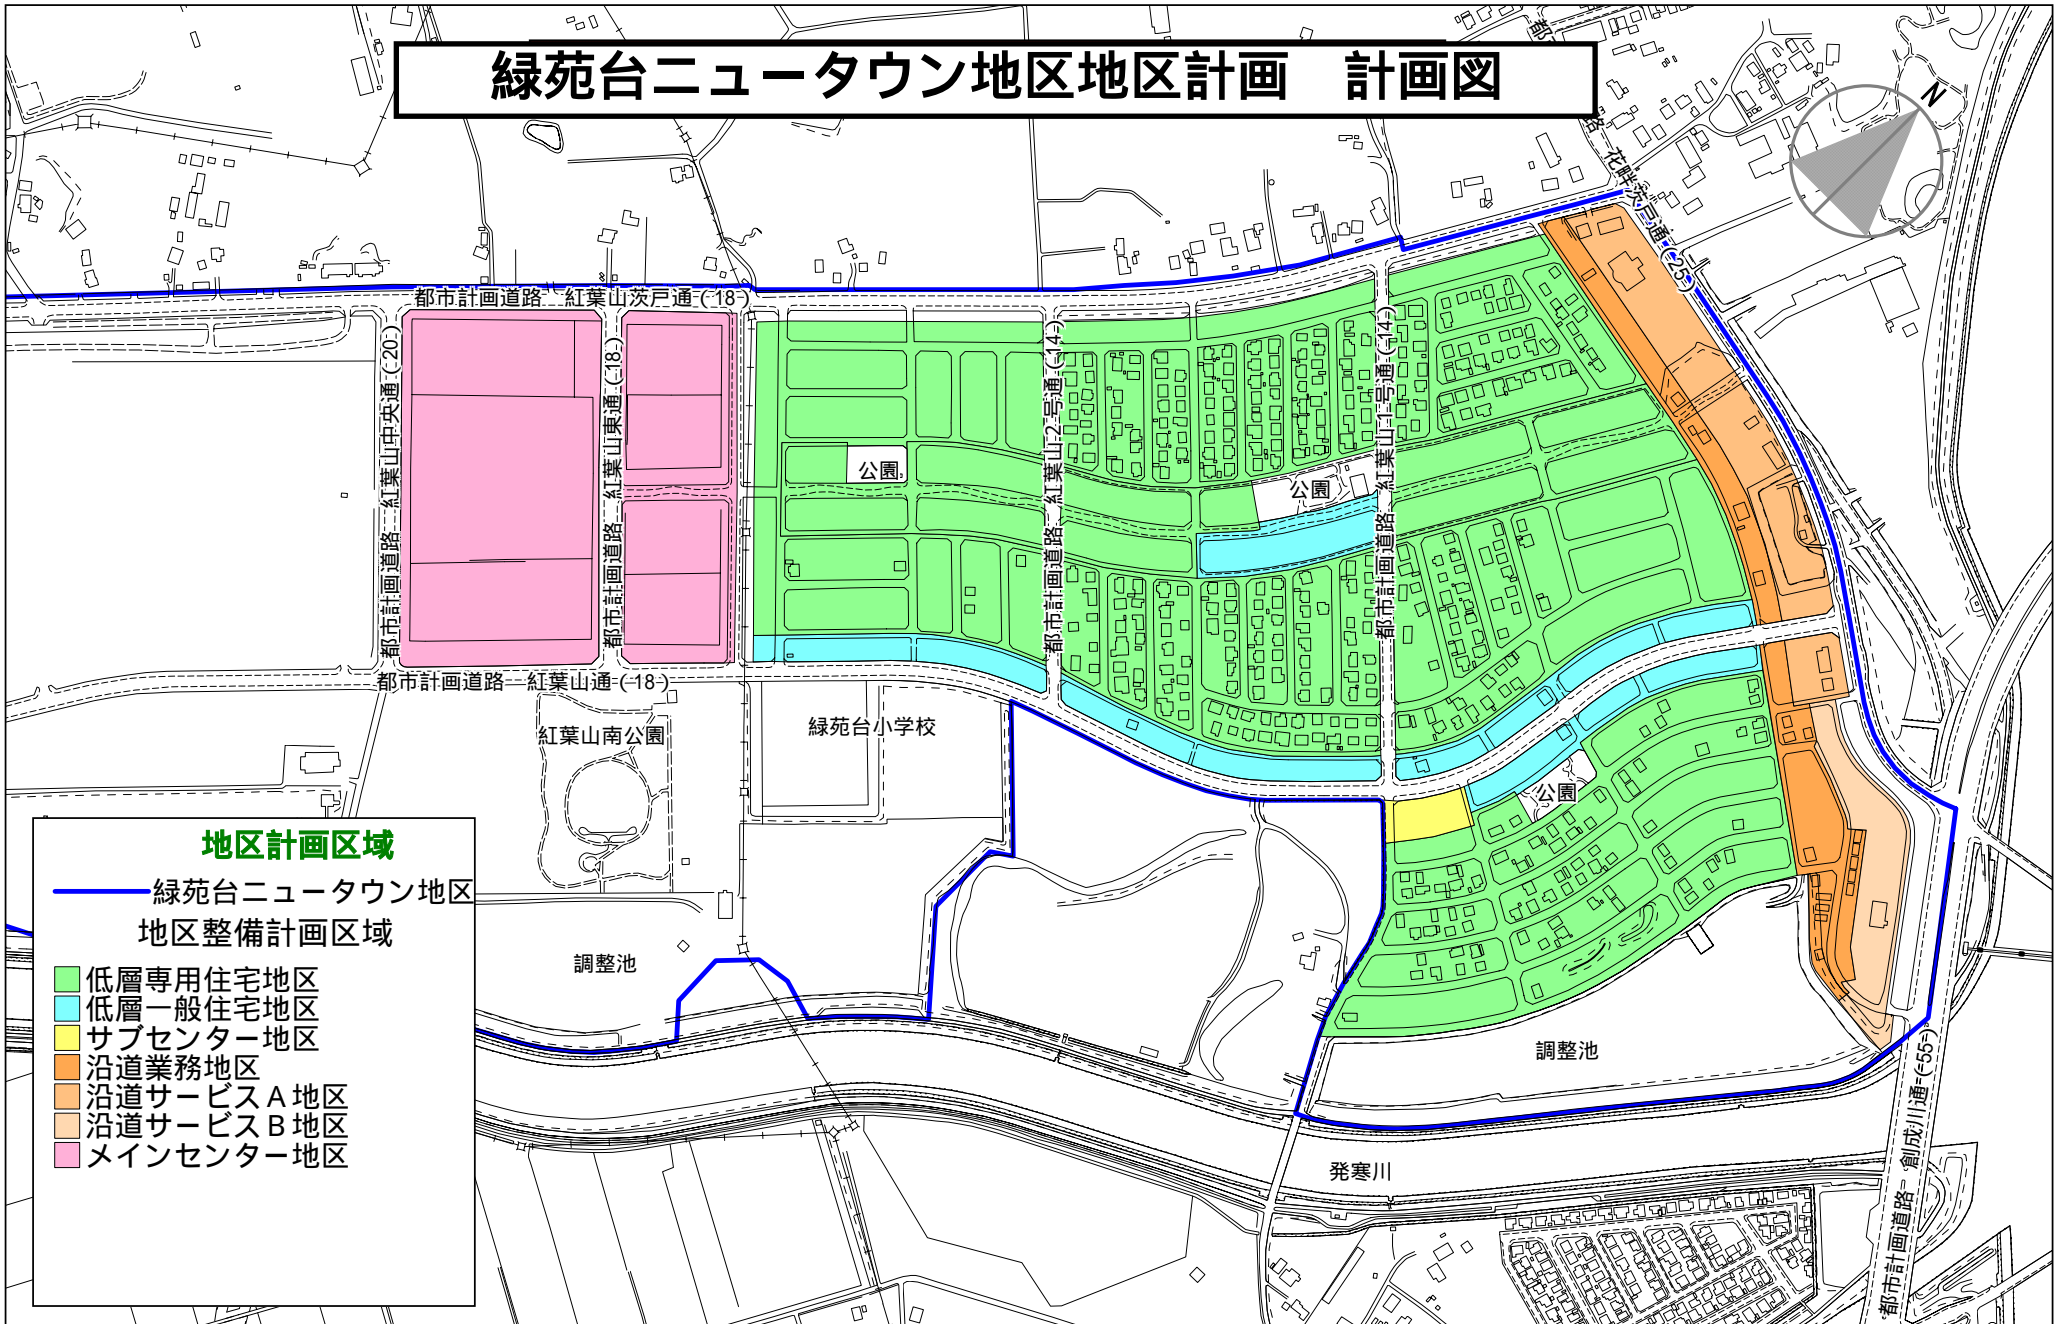 緑苑台ニュータウン地区地区計画　計画図
N
花畔茨戸通(25)
都市計画道路　紅葉山茨戸通(18)
都市計画道路　紅葉山中央通(20)
都市計画道路　紅葉山東通(18)
都市計画道路　紅葉山2号通(14)
都市計画道路　紅葉山1号通(14)
公園
公園
都市計画道路　紅葉山通(18)
紅葉山南公園
緑苑台小学校
公園
調整池
調整池
発寒川
都市計画道路　創成川通(55)
地区計画区域
緑苑台ニュータウン地区
地区整備計画区域
低層専用住宅地区
低層一般住宅地区
サブセンター地区
沿道業務地区
沿道サービスA地区
沿道サービスB地区
メインセンター地区